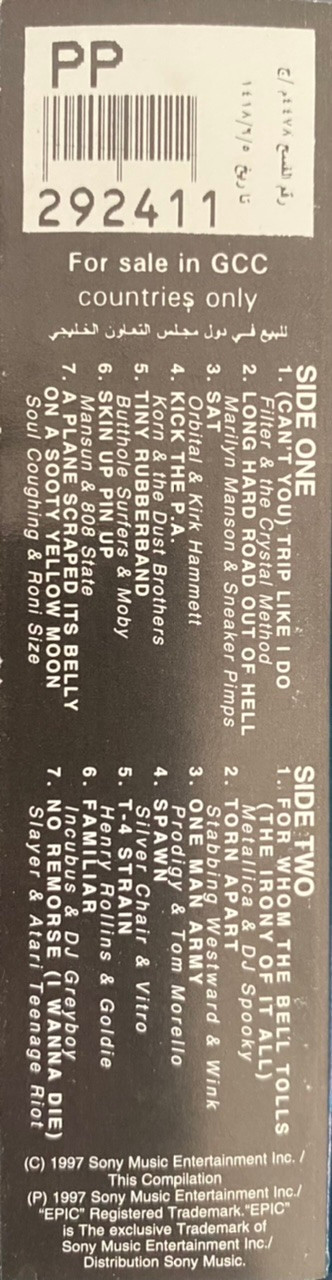 PP
292411
رقم الفسح ٤٤٧٨م/ج
تاريخ ١٤١٨/٩/٥
For sale in GCC
countries only
للبيع في دول مجلس التعاون الخليجي
SIDE ONE
1. (CAN'T YOU) TRIP LIKE I DO
Filter & the Crystal Method
2. LONG HARD ROAD OUT OF HELL
Marilyn Manson & Sneaker Pimps
3. SAT
Orbital & Kirk Hammett
4. KICK THE P.A.
Korn & the Dust Brothers
5. TINY RUBBERBAND
Butthole Surfers & Moby
6. SKIN UP PIN UP
Mansun & 808 State
7. A PLANE SCRAPED ITS BELLY
ON A SOOTY YELLOW MOON
Soul Coughing & Roni Size
SIDE TWO
1. FOR WHOM THE BELL TOLLS
(THE IRONY OF IT ALL)
Metallica & DJ Spooky
2. TORN APART
Stabbing Westward & Wink
3. ONE MAN ARMY
Prodigy & Tom Morello
4. SPAWN
Silver Chair & Vitro
5. T-4 STRAIN
Henry Rollins & Goldie
6. FAMILIAR
Incubus & DJ Greyboy
7. NO REMORSE (I WANNA DIE)
Slayer & Atari Teenage Riot
(C) 1997 Sony Music Entertainment Inc. /
This Compilation
(P) 1997 Sony Music Entertainment Inc./
"EPIC" Registered Trademark."EPIC"
is The exclusive Trademark of
Sony Music Entertainment Inc./
Distribution Sony Music.